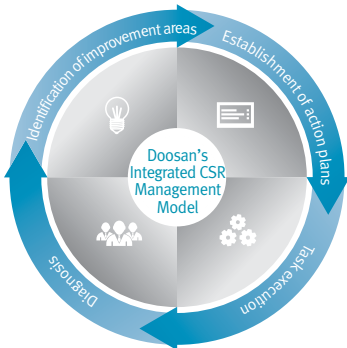 Identification of improvement areas
Establishment of action plans
Doosan's
Integrated CSR
Management
Model
Diagnosis
Task execution